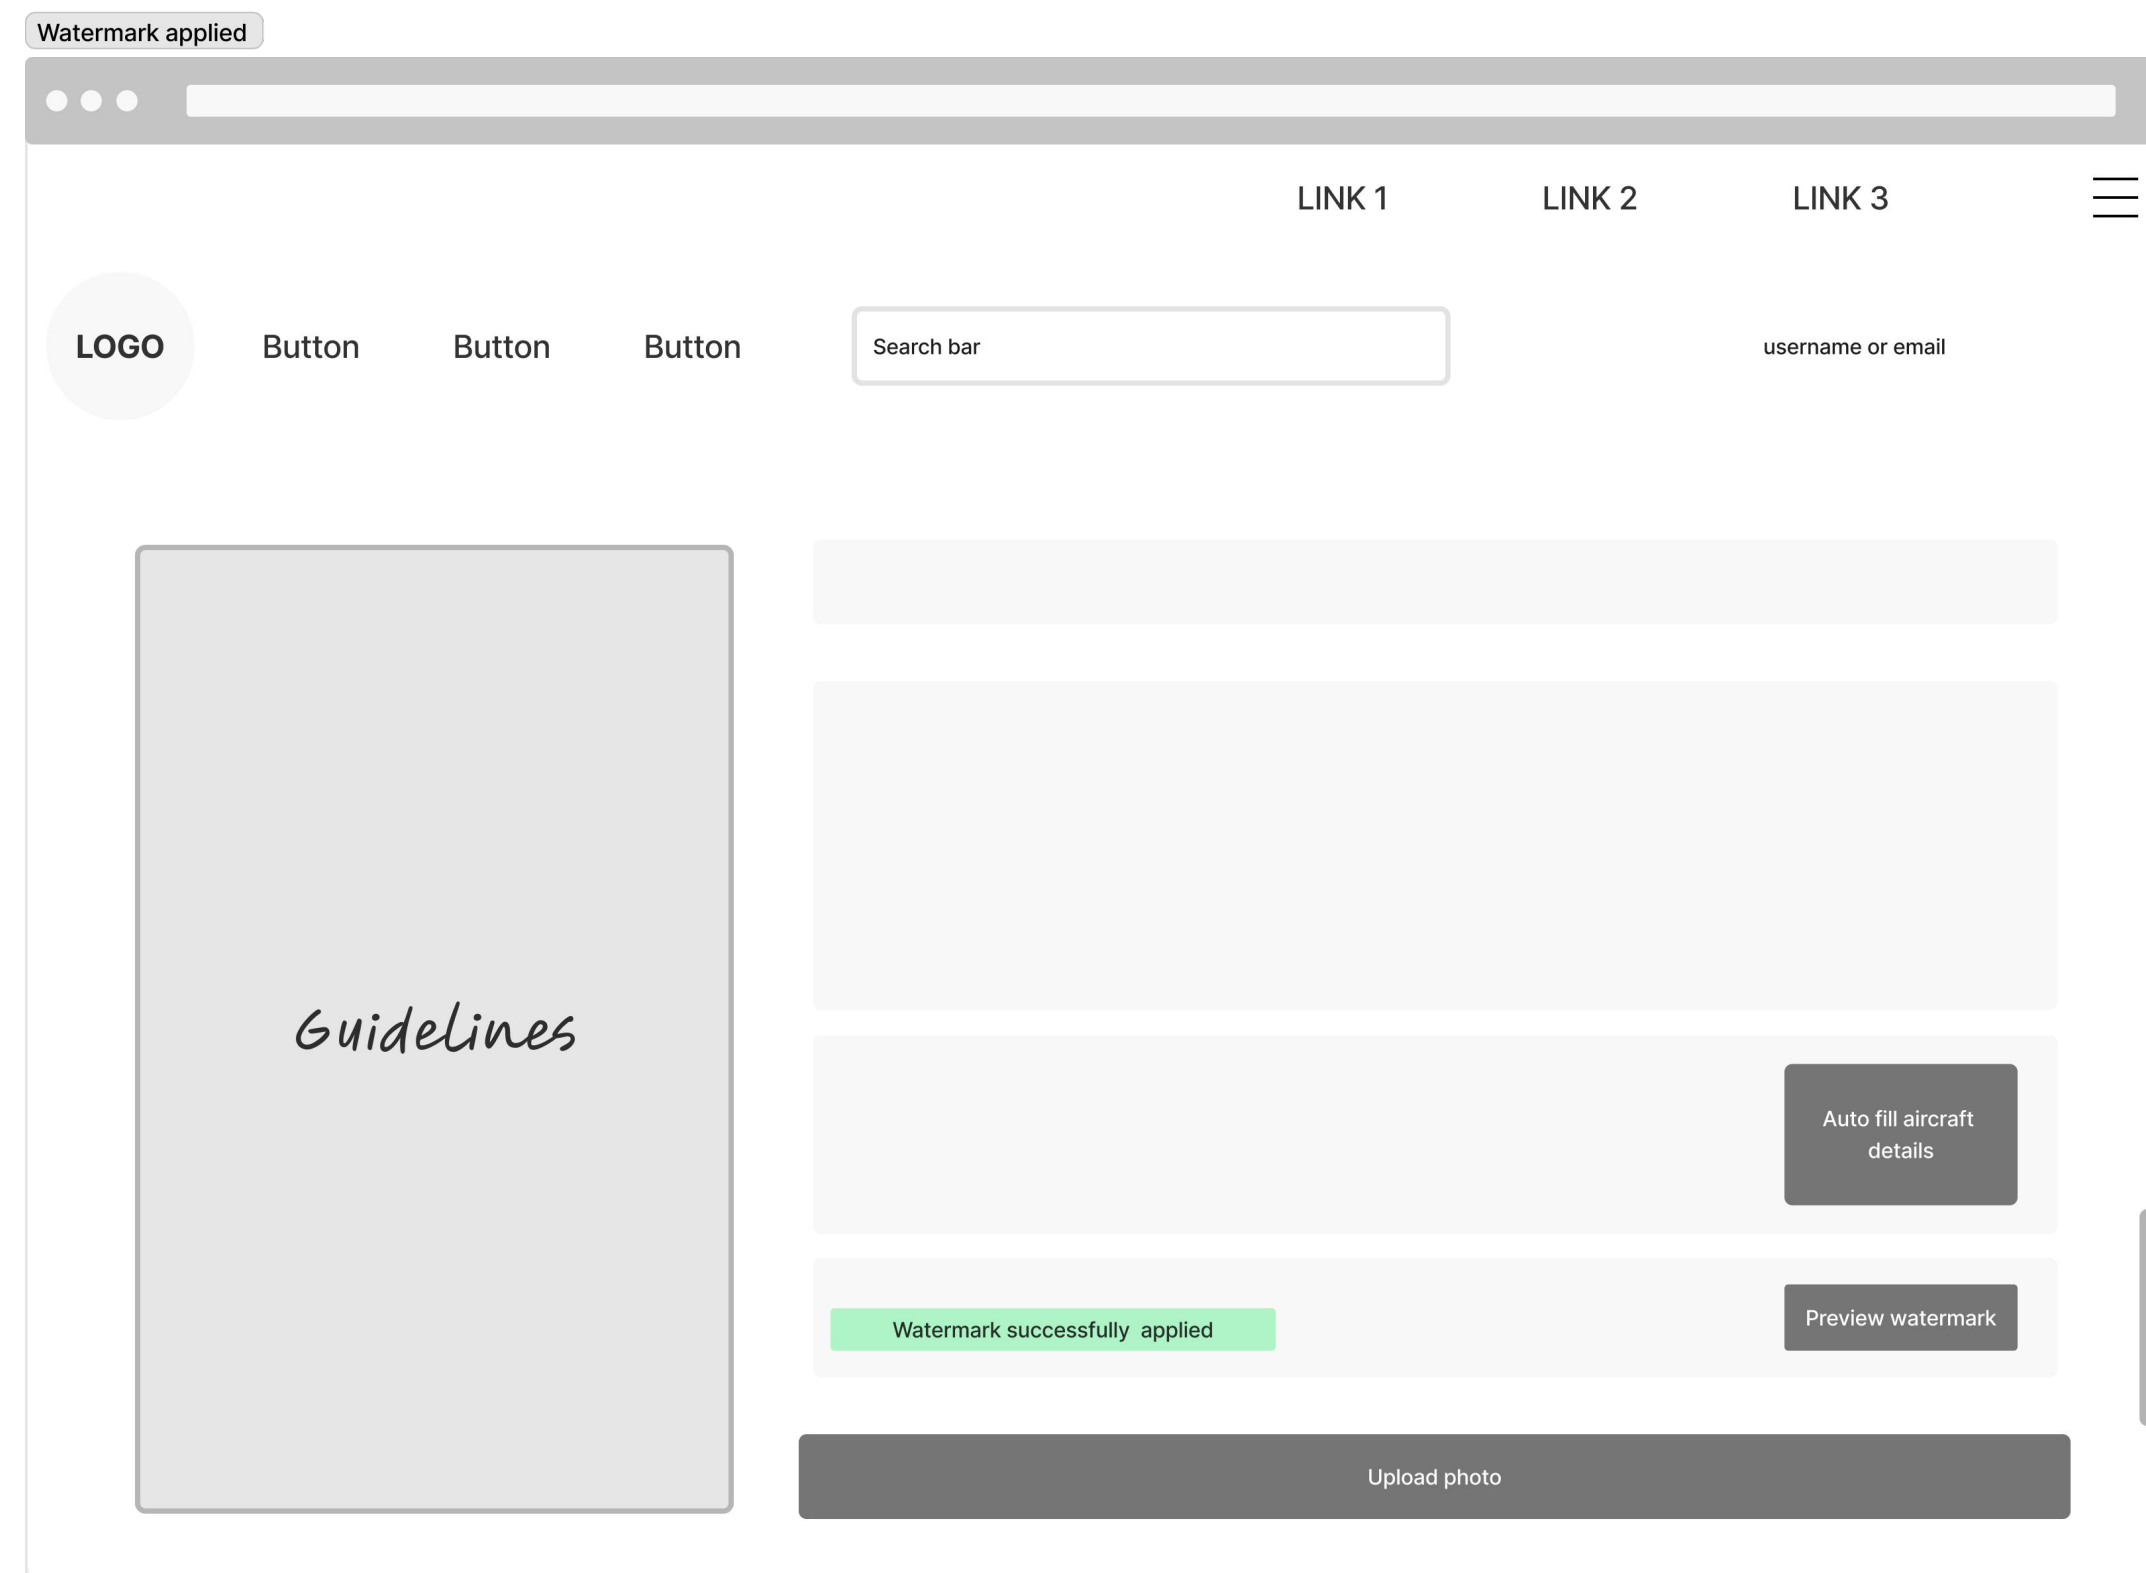 Watermark applied
LINK 1
LINK 2
LINK 3
LOGO
Button
Button
Button
Search bar
username or email
Guidelines
Auto fill aircraft
details
Watermark successfully  applied
Preview watermark
Upload photo